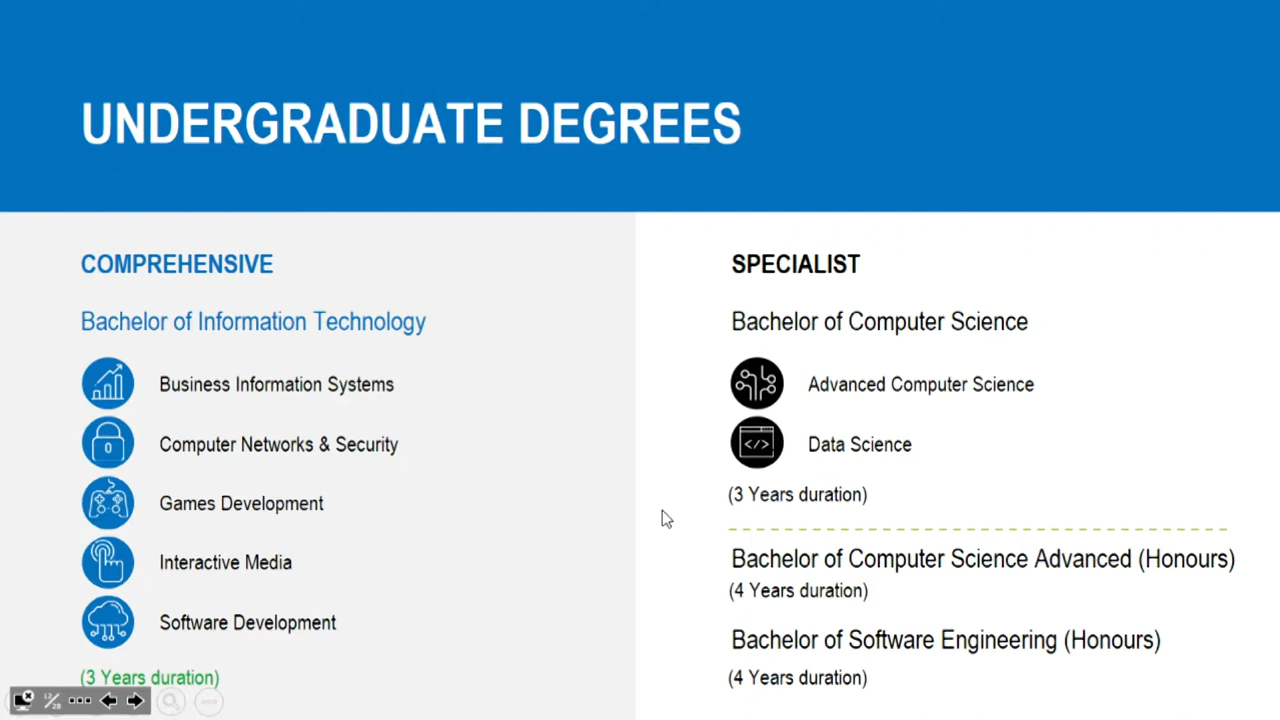 UNDERGRADUATE DEGREES
COMPREHENSIVE
Bachelor of Information Technology
Business Information Systems
Computer Networks & Security
Games Development
Interactive Media
Software Development
(3 Years duration)
SPECIALIST
Bachelor of Computer Science
Advanced Computer Science
Data Science
(3 Years duration)
Bachelor of Computer Science Advanced (Honours)
(4 Years duration)
Bachelor of Software Engineering (Honours)
(4 Years duration)
12/28